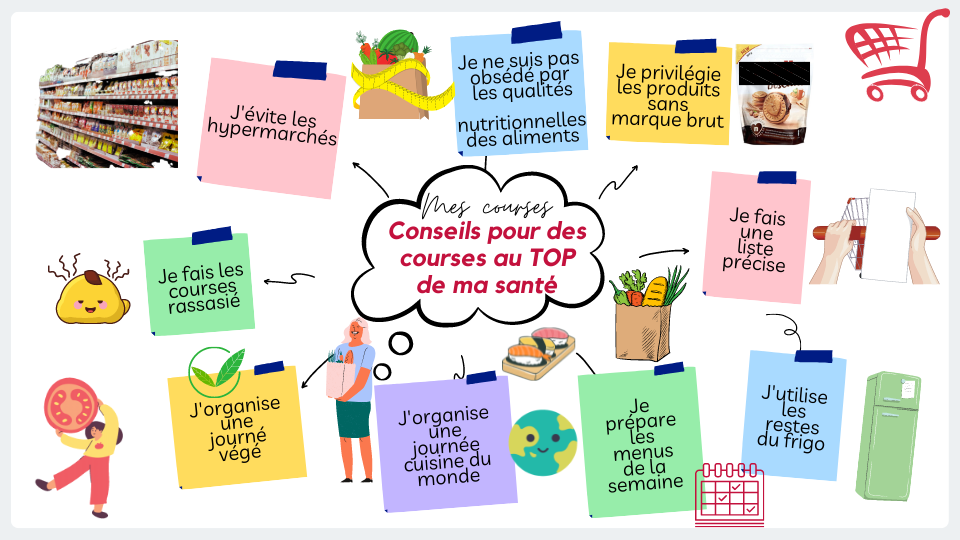 J'évite les
hypermarchés
Je ne suis pas
obsédé par
les qualités
nutritionnelles
des aliments
Je privilégie
les produits
sans
marque brut
Mes courses
Conseils pour des
courses au TOP
de ma santé
Je fais
une
liste
précise
Je fais les
courses
rassasié
J'organise
une
journé
végé
J'organise
une
journée
cuisine du
monde
Je
prépare
les
menus
de la
semaine
J'utilise
les
restes
du frigo